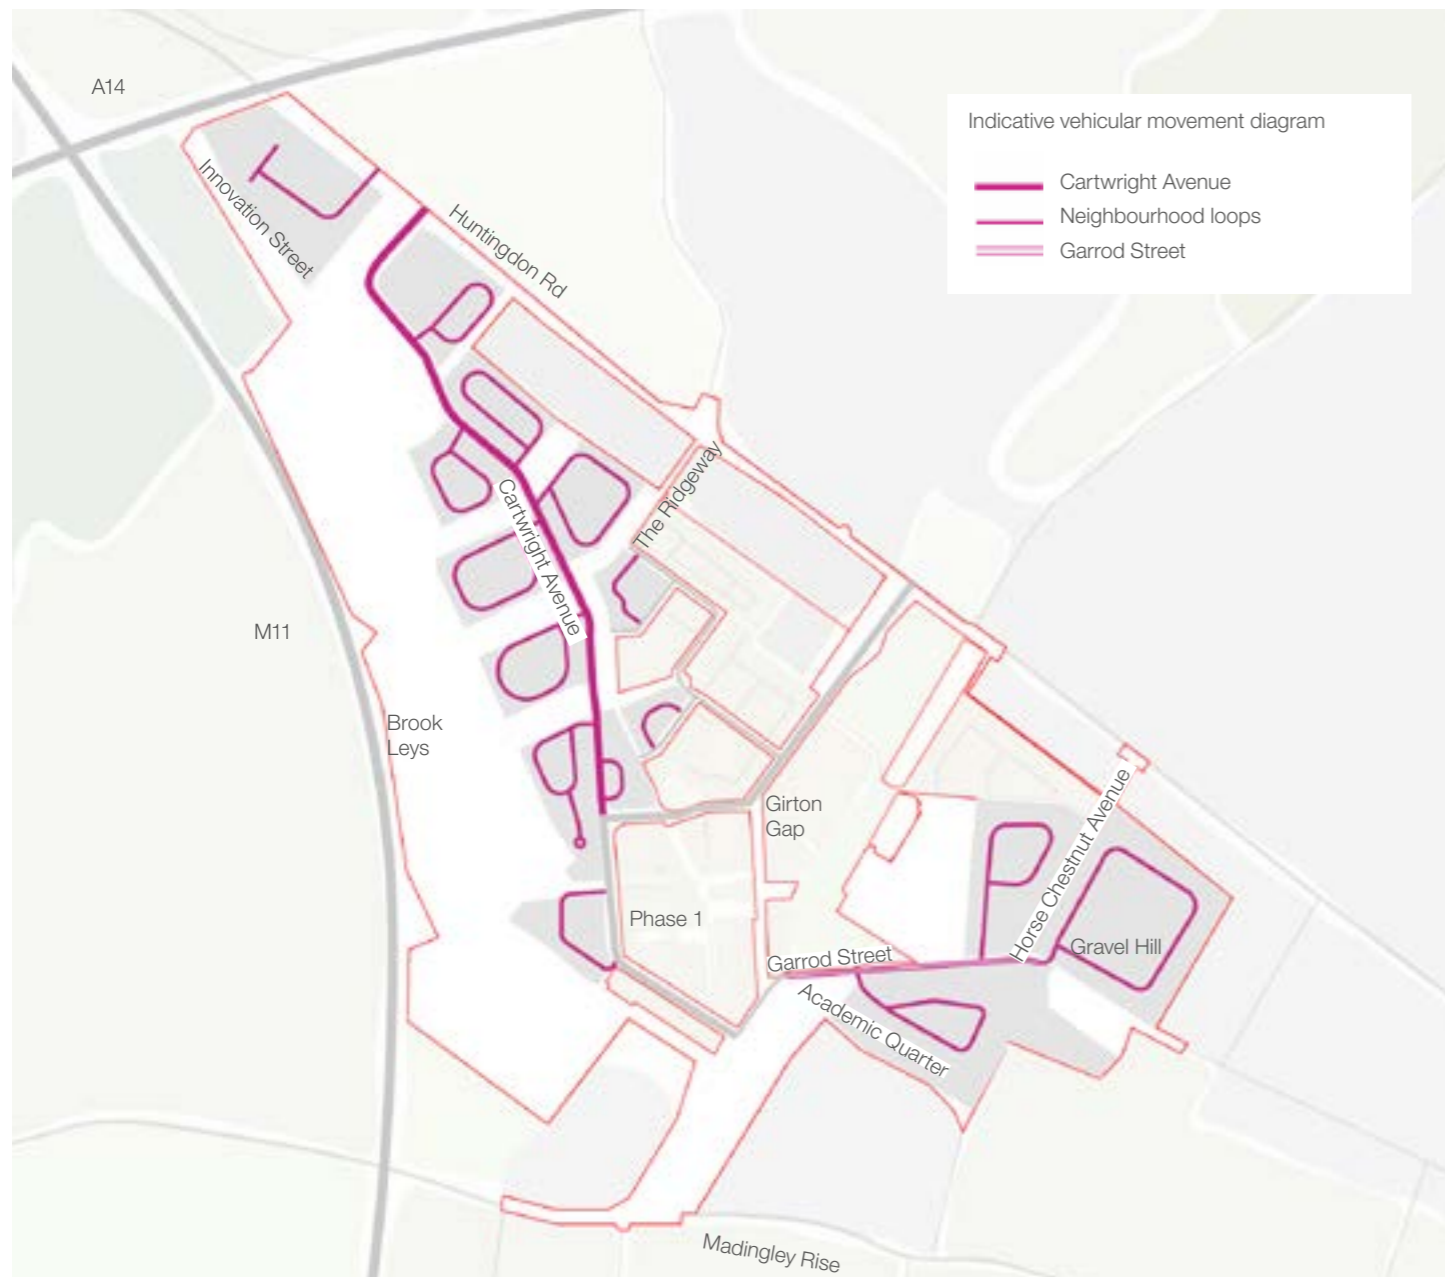 A14
Indicative vehicular movement diagram
Cartwright Avenue
Neighbourhood loops
Garrod Street
Innovation Street
Huntingdon Rd
The Ridgeway
Cartwright Avenue
M11
Brook
Leys
Girton
Gap
Horse Chestnut Avenue
Phase 1
Gravel Hill
Garrod Street
Academic Quarter
Madingley Rise